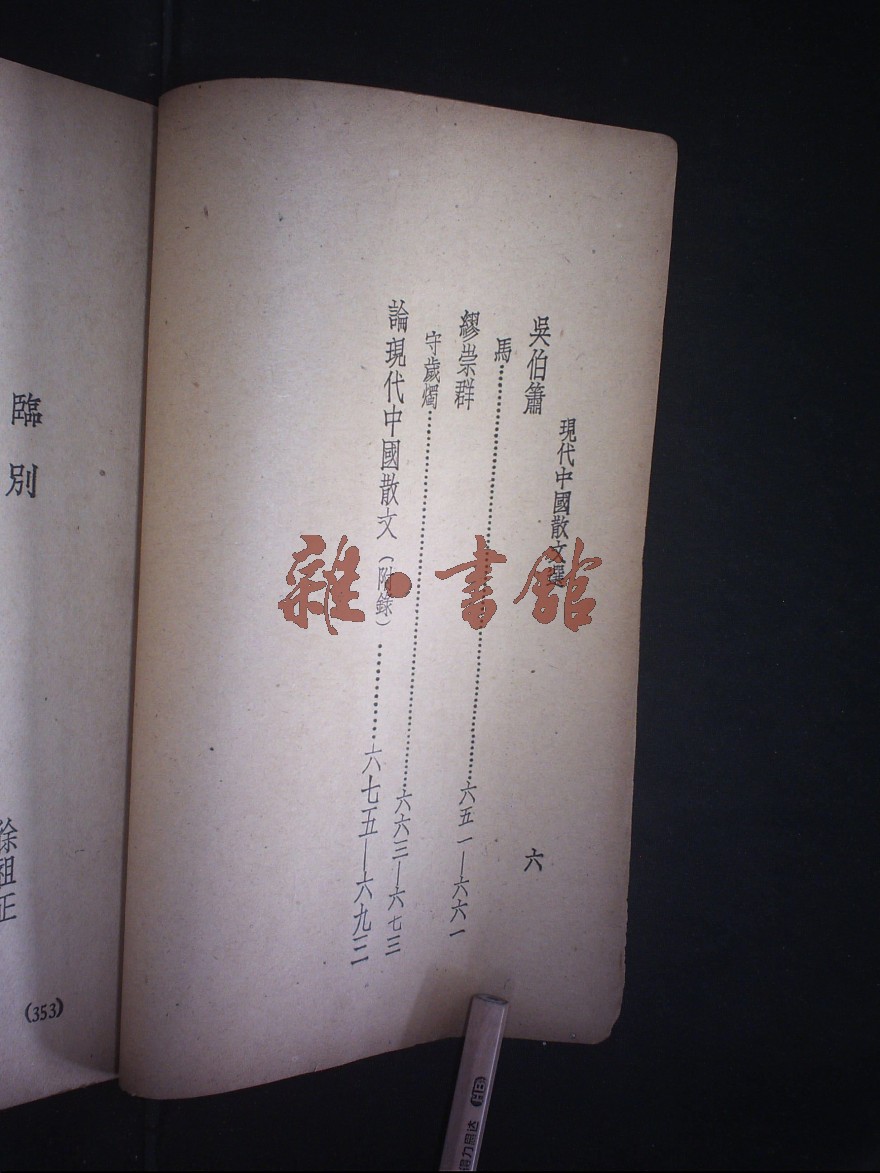 現代中國散文選
六
吳伯簫
馬⋯⋯⋯⋯⋯⋯⋯⋯⋯⋯六五一—六六一
繆崇群
守歲燭⋯⋯⋯⋯⋯⋯⋯⋯⋯⋯六六三—六七三
論現代中國散文（附錄）⋯⋯⋯⋯六七五—六九三
臨別
徐祖正
(353)
雜·書館